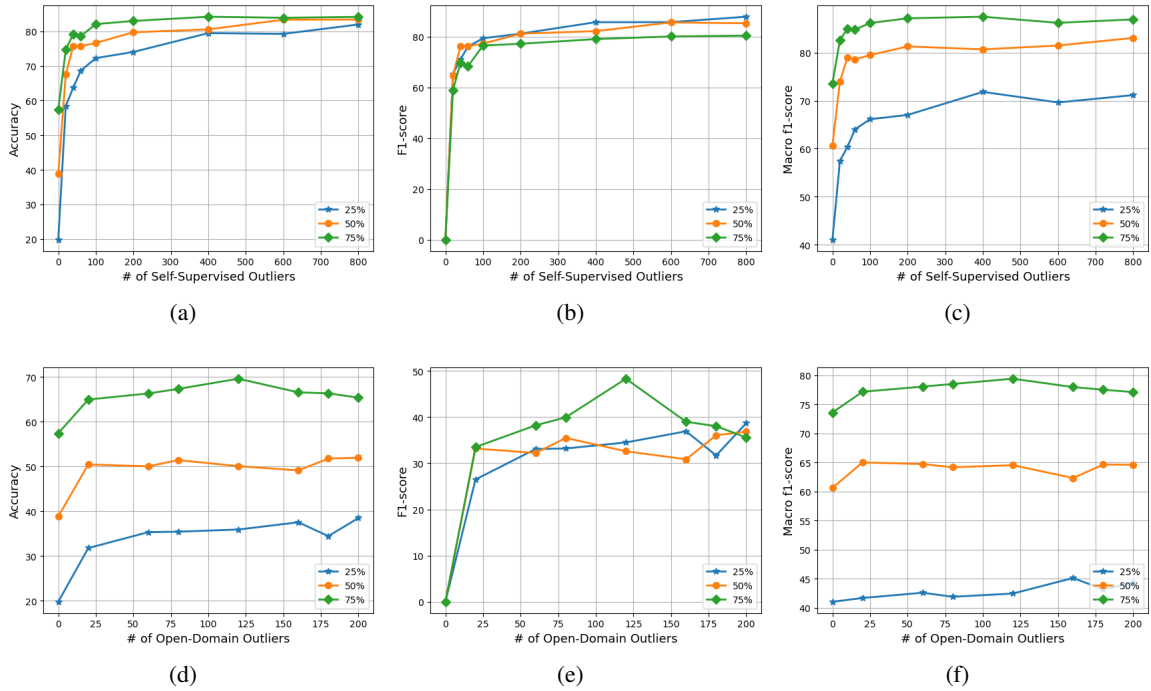 80
70
60
50
40
30
20
Accuracy
0 100 200 300 400 500 600 700 800
# of Self-Supervised Outliers
25%
50%
75%
(a)
80
60
40
20
0
F1-score
0 100 200 300 400 500 600 700 800
# of Self-Supervised Outliers
25%
50%
75%
(b)
80
70
60
50
40
Macro f1-score
0 100 200 300 400 500 600 700 800
# of Self-Supervised Outliers
25%
50%
75%
(c)
70
60
50
40
30
20
Accuracy
0 25 50 75 100 125 150 175 200
# of Open-Domain Outliers
25%
50%
75%
(d)
50
40
30
20
10
0
F1-score
0 25 50 75 100 125 150 175 200
# of Open-Domain Outliers
25%
50%
75%
(e)
80
75
70
65
60
55
50
45
40
Macro f1-score
0 25 50 75 100 125 150 175 200
# of Open-Domain Outliers
25%
50%
75%
(f)